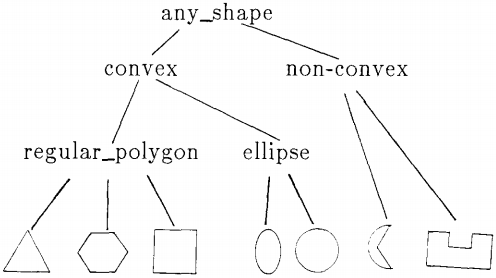 any_shape
convex
non-convex
regular_polygon
ellipse